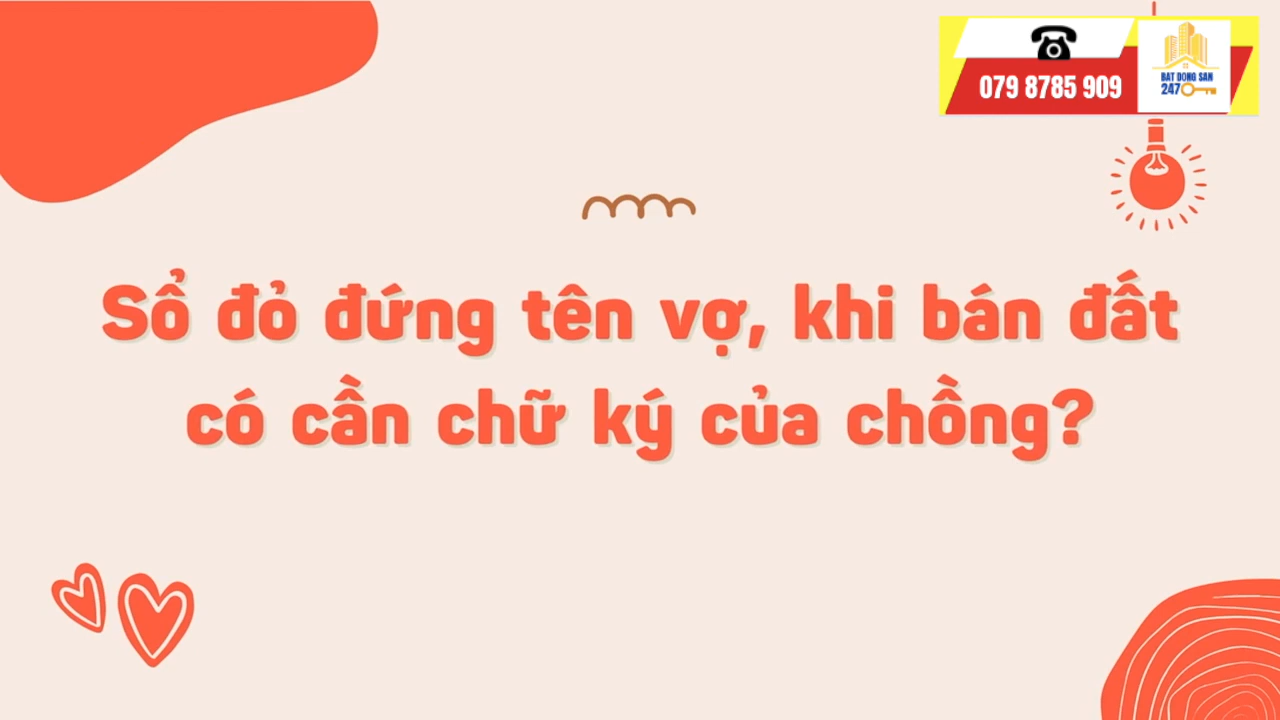 079 8785 909
BAT DONG SAN
247
Sổ đỏ đứng tên vợ, khi bán đất
có cần chữ ký của chồng?